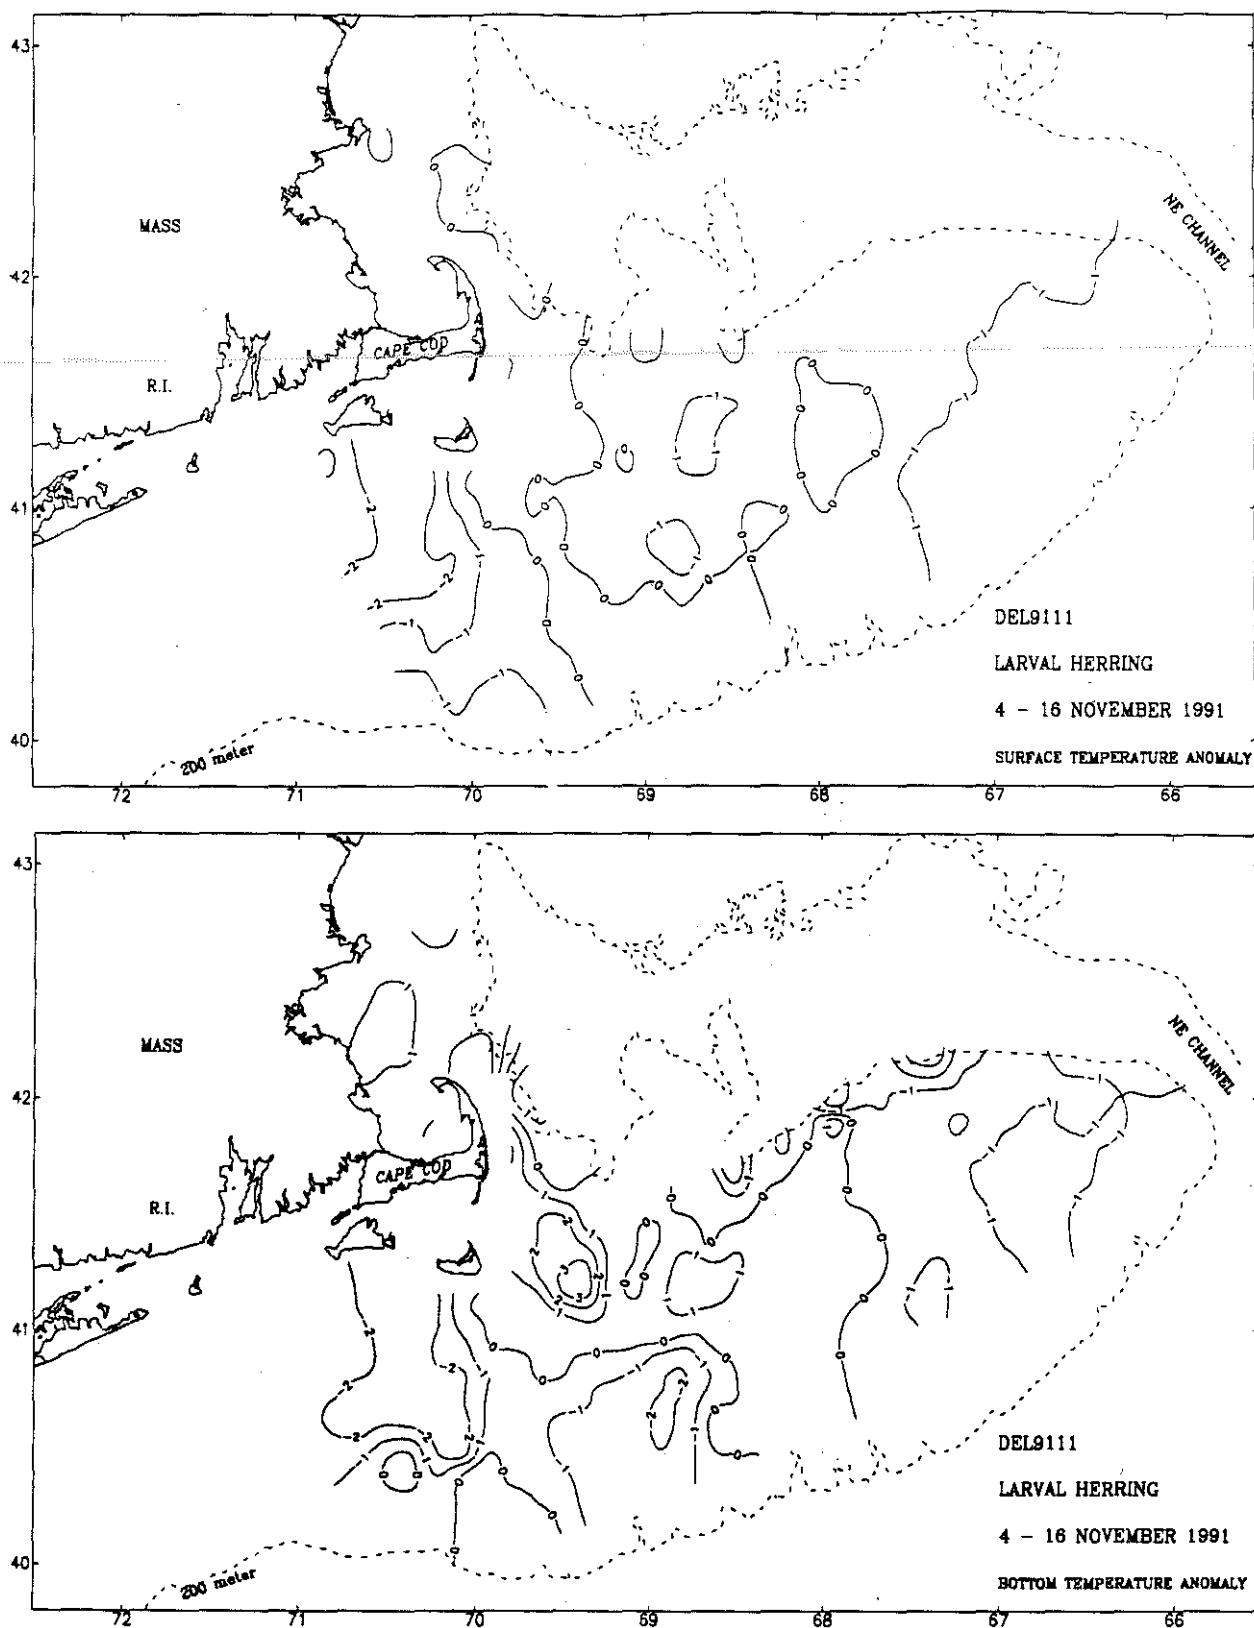 43
MASS
NE CHANNEL
42
CAPE COD
R.I.
41
DEL9111
LARVAL HERRING
4 - 16 NOVEMBER 1991
40
200 meter
SURFACE TEMPERATURE ANOMALY
72 71 70 69 68 67 66
43
MASS
NE CHANNEL
42
CAPE COD
R.I.
41
DEL9111
LARVAL HERRING
4 - 16 NOVEMBER 1991
40
200 meter
BOTTOM TEMPERATURE ANOMALY
72 71 70 69 68 67 66